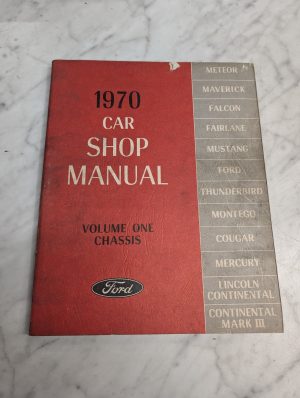 1970
CAR
SHOP
MANUAL
VOLUME ONE
CHASSIS
Ford
METEOR
MAVERICK
FALCON
FAIRLANE
MUSTANG
FORD
THUNDERBIRD
MONTEGO
COUGAR
MERCURY
LINCOLN
CONTINENTAL
CONTINENTAL
MARK III